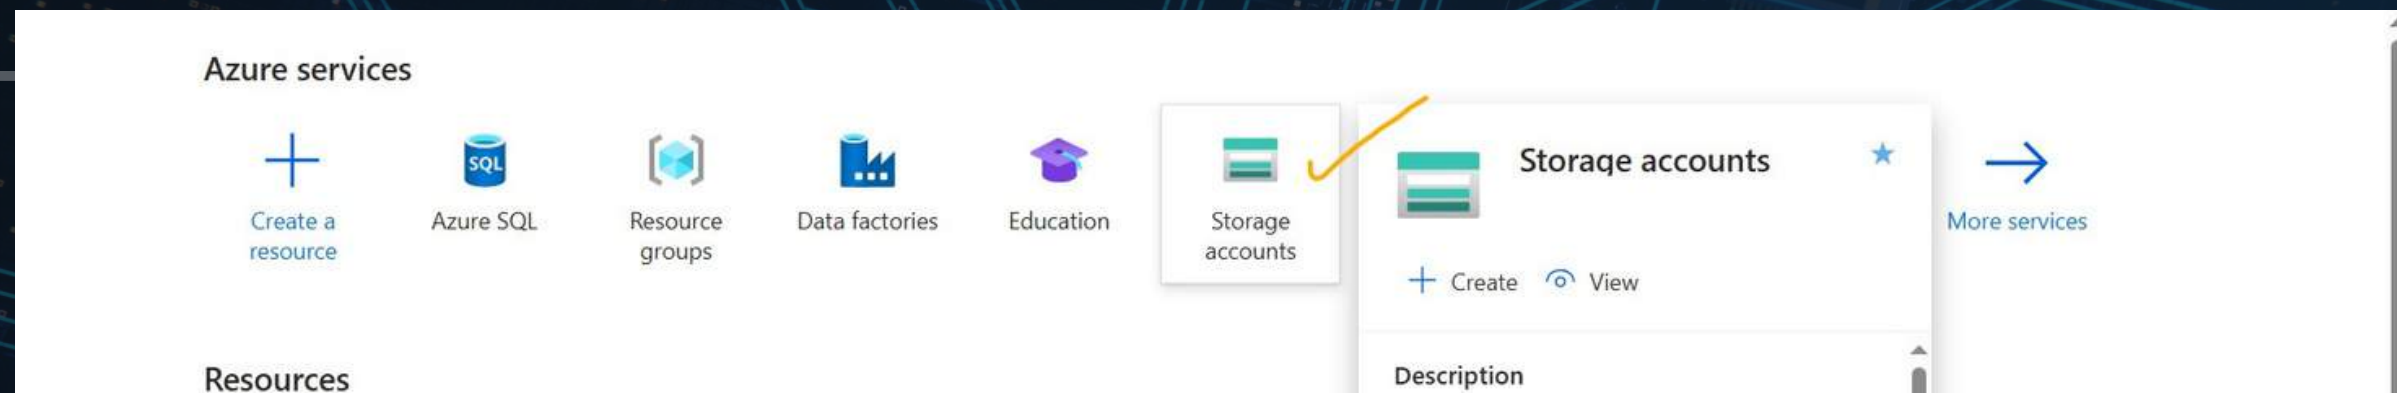 Azure services
Create a
resource
SQL
Azure SQL
Resource
groups
Data factories
Education
Storage
accounts
Storage accounts
Create
View
Description
More services
Resources